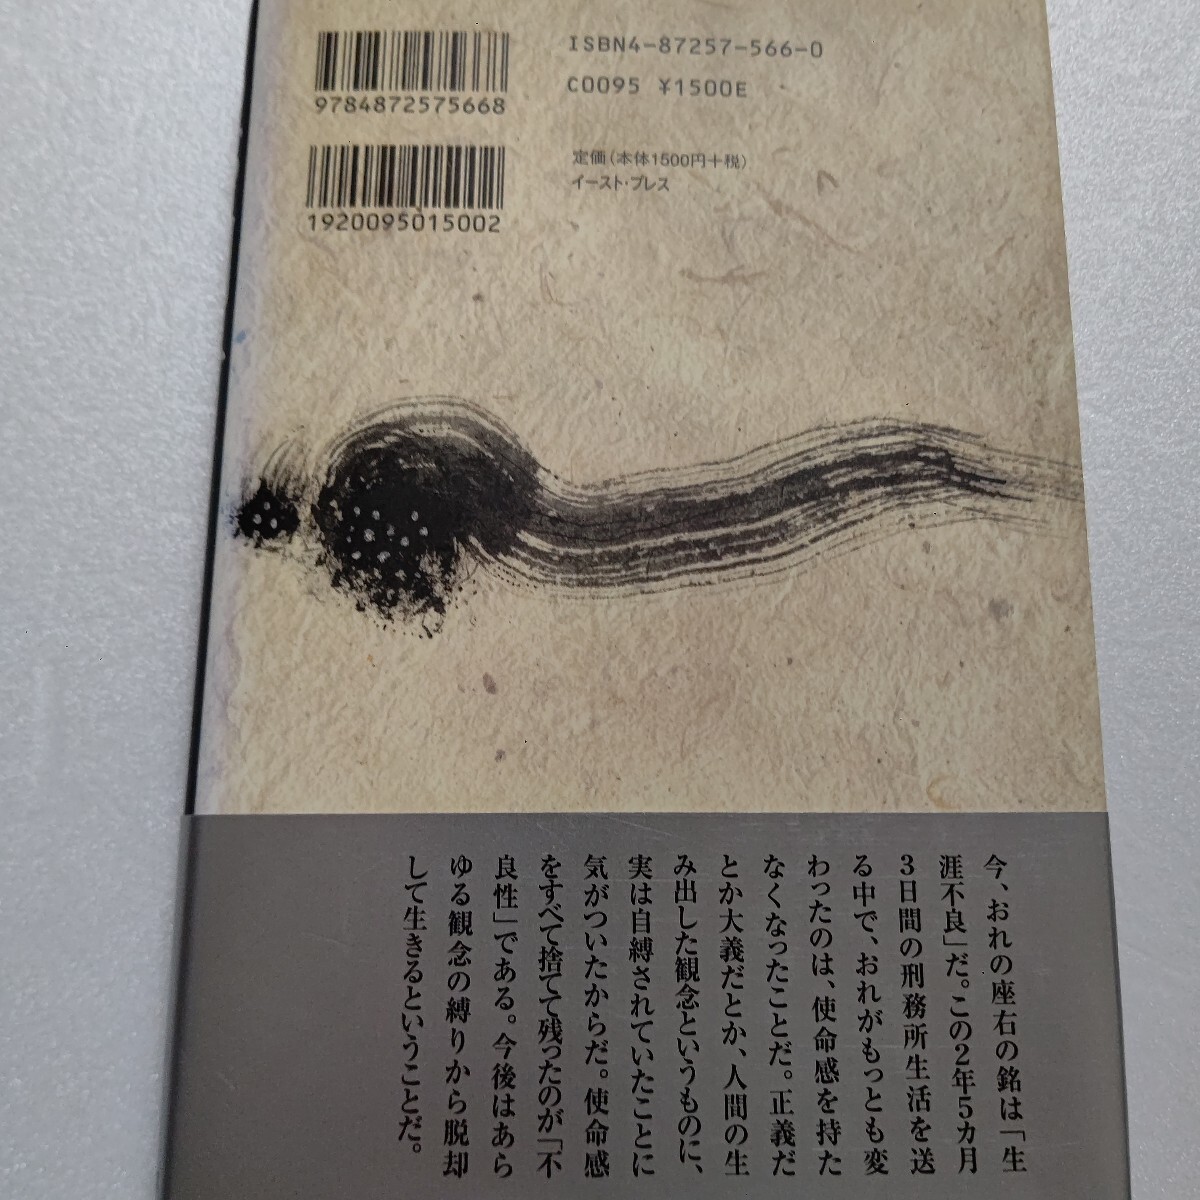 ISBN4-87257-566-0
C0095 ¥1500E
9784872575668
定価（本体1500円＋税）
イースト・プレス
1920095015002
今、おれの座右の銘は「生
涯不良」だ。この2年5カ月
3日間の刑務所生活を送
る中で、おれがもっとも変
わったのは、使命感を持た
なくなったことだ。正義だ
とか大義だとか、人間の生
み出した観念というものに、
実は自縛されていたことに
気がついたからだ。使命感
をすべて捨てて残ったのが「不
良性」である。今後はあら
ゆる観念の縛りから脱却
して生きるということだ。